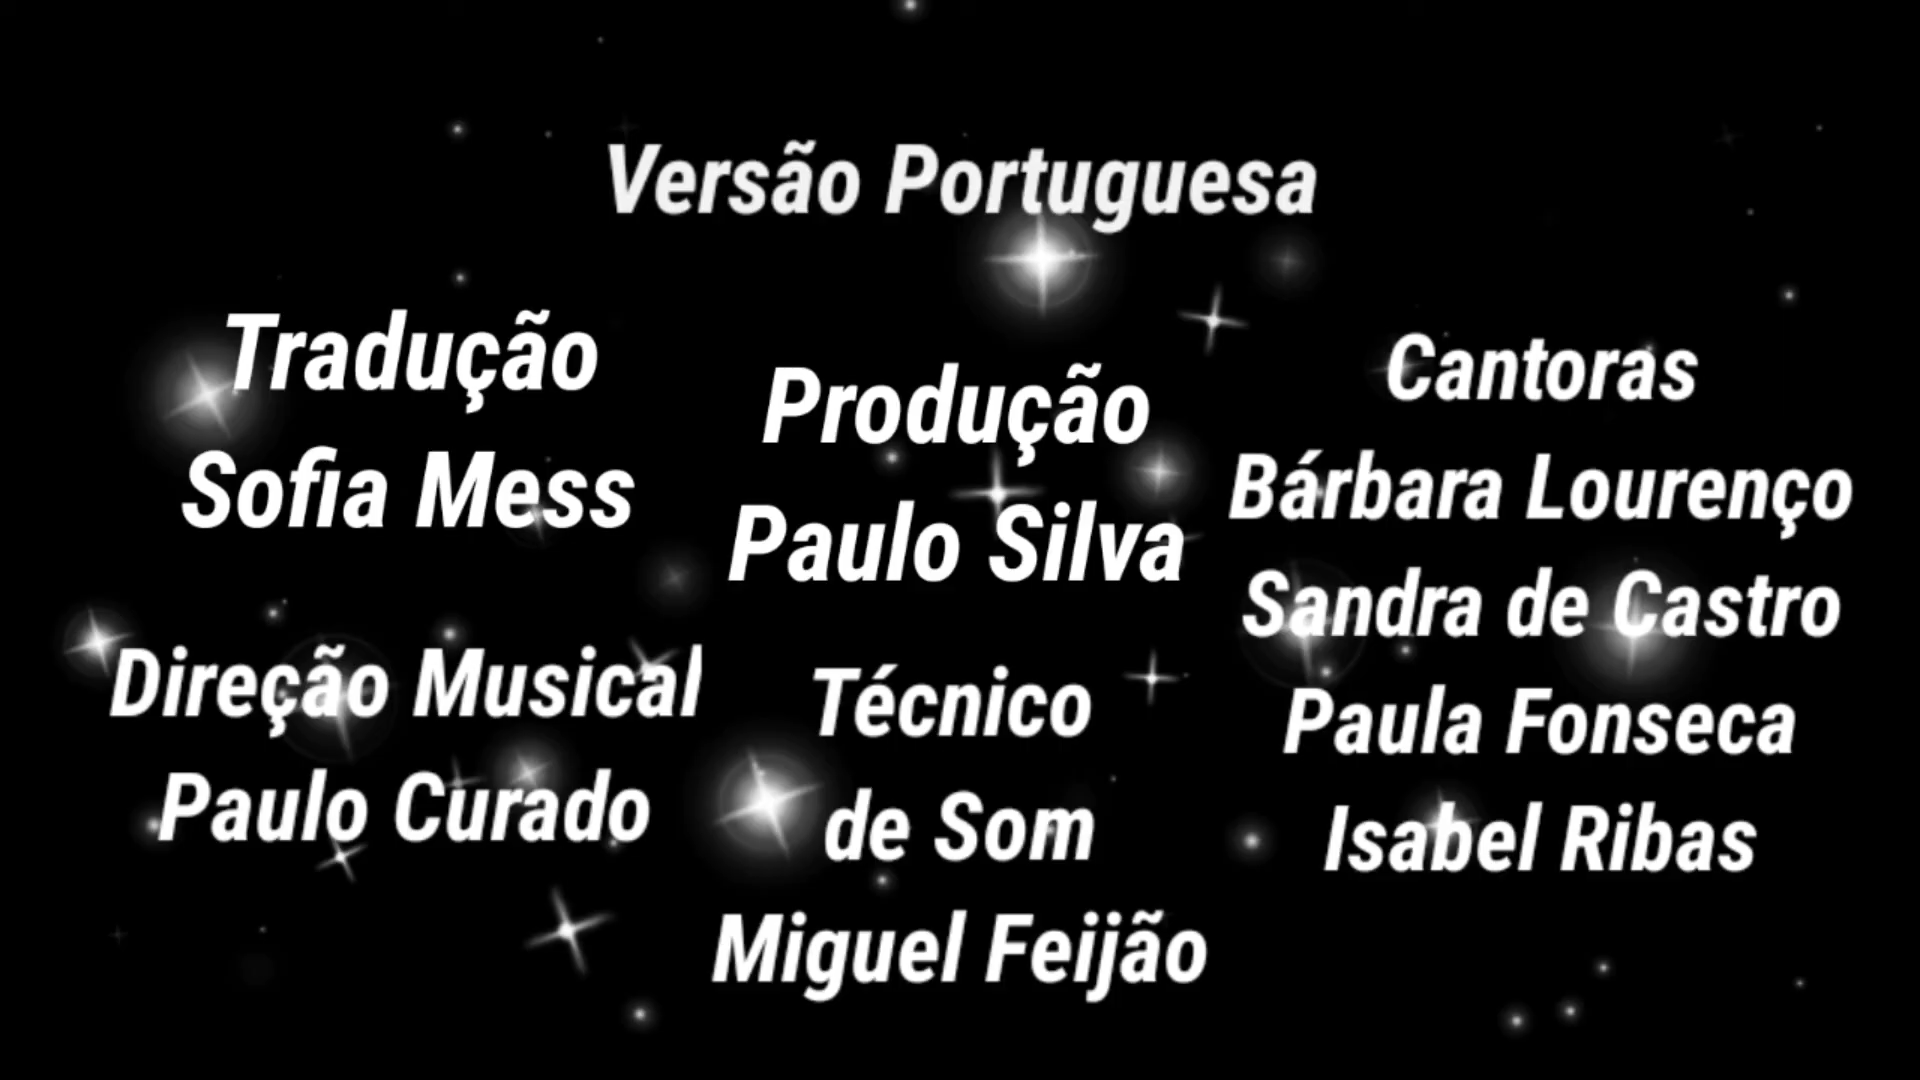 Versão Portuguesa
Tradução
Sofia Mess
Direção Musical
Paulo Curado
Produção
Paulo Silva
Técnico
de Som
Miguel Feijão
Cantoras
Bárbara Lourenço
Sandra de Castro
Paula Fonseca
Isabel Ribas